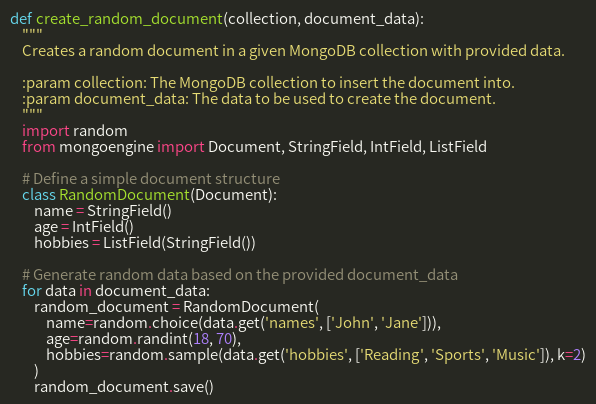 def create_random_document(collection, document_data):
    """
    Creates a random document in a given MongoDB collection with provided data.

    :param collection: The MongoDB collection to insert the document into.
    :param document_data: The data to be used to create the document.
    """
    import random
    from mongoengine import Document, StringField, IntField, ListField

    # Define a simple document structure
    class RandomDocument(Document):
        name = StringField()
        age = IntField()
        hobbies = ListField(StringField())

    # Generate random data based on the provided document_data
    for data in document_data:
        random_document = RandomDocument(
            name=random.choice(data.get('names', ['John', 'Jane'])),
            age=random.randint(18, 70),
            hobbies=random.sample(data.get('hobbies', ['Reading', 'Sports', 'Music']), k=2)
        )
        random_document.save()